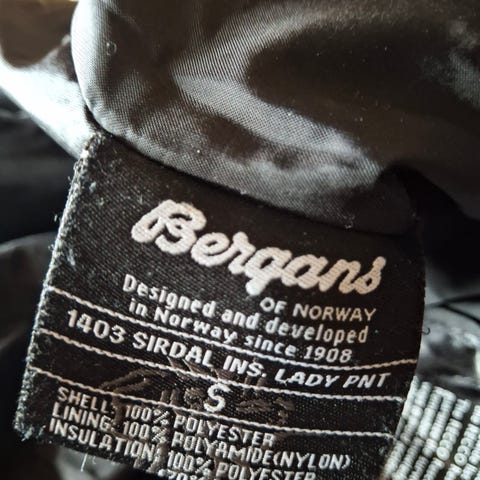 Bergans
OF NORWAY
Designed and developed
in Norway since 1908
1403 SIRDAL INS. LADY PNT
S
SHELL: 100% POLYESTER
LINING: 100% POLYAMIDE(NYLON)
INSULATION: 100% POLYESTER